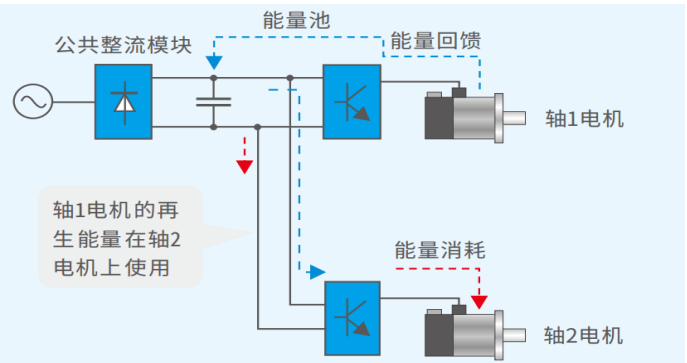 能量池
公共整流模块
能量回馈
轴1电机
轴1电机的再
生能量在轴2
电机上使用
能量消耗
轴2电机